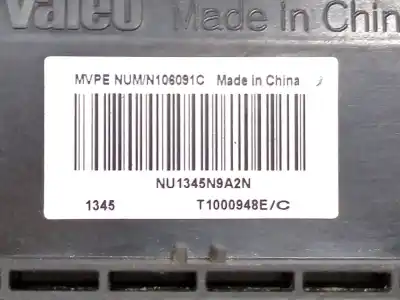 Valeo Made in China
MVPE NUM/N106091C Made in China
NU1345N9A2N
1345 T1000948E/C